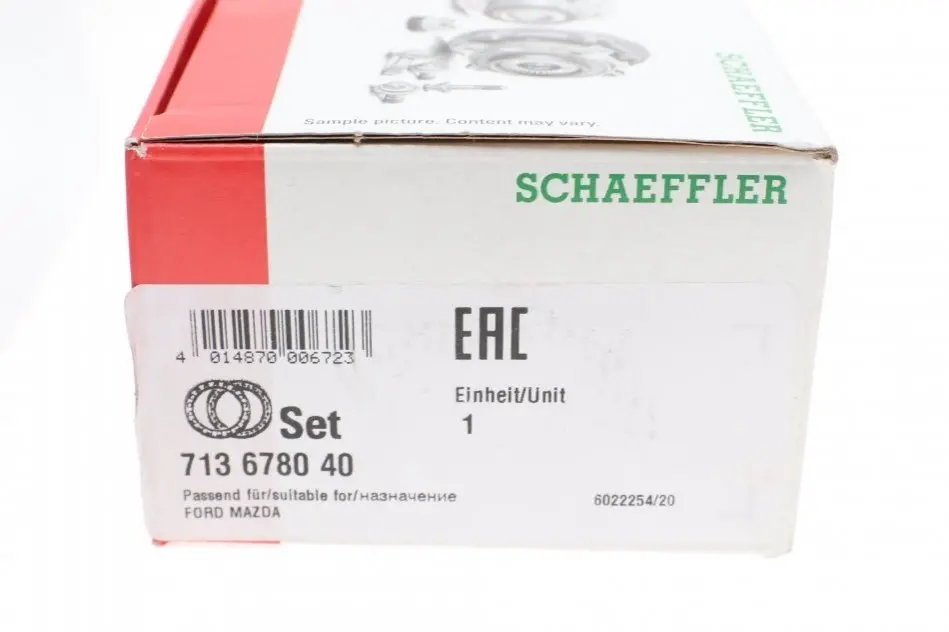 Sample picture. Content may vary.
SCHAEFFLER
SCHAEFFLER
4 014870 006723
EAC
Einheit/Unit
1
Set
713 6780 40
Passend für/suitable for/назначение
FORD MAZDA
6022254/20